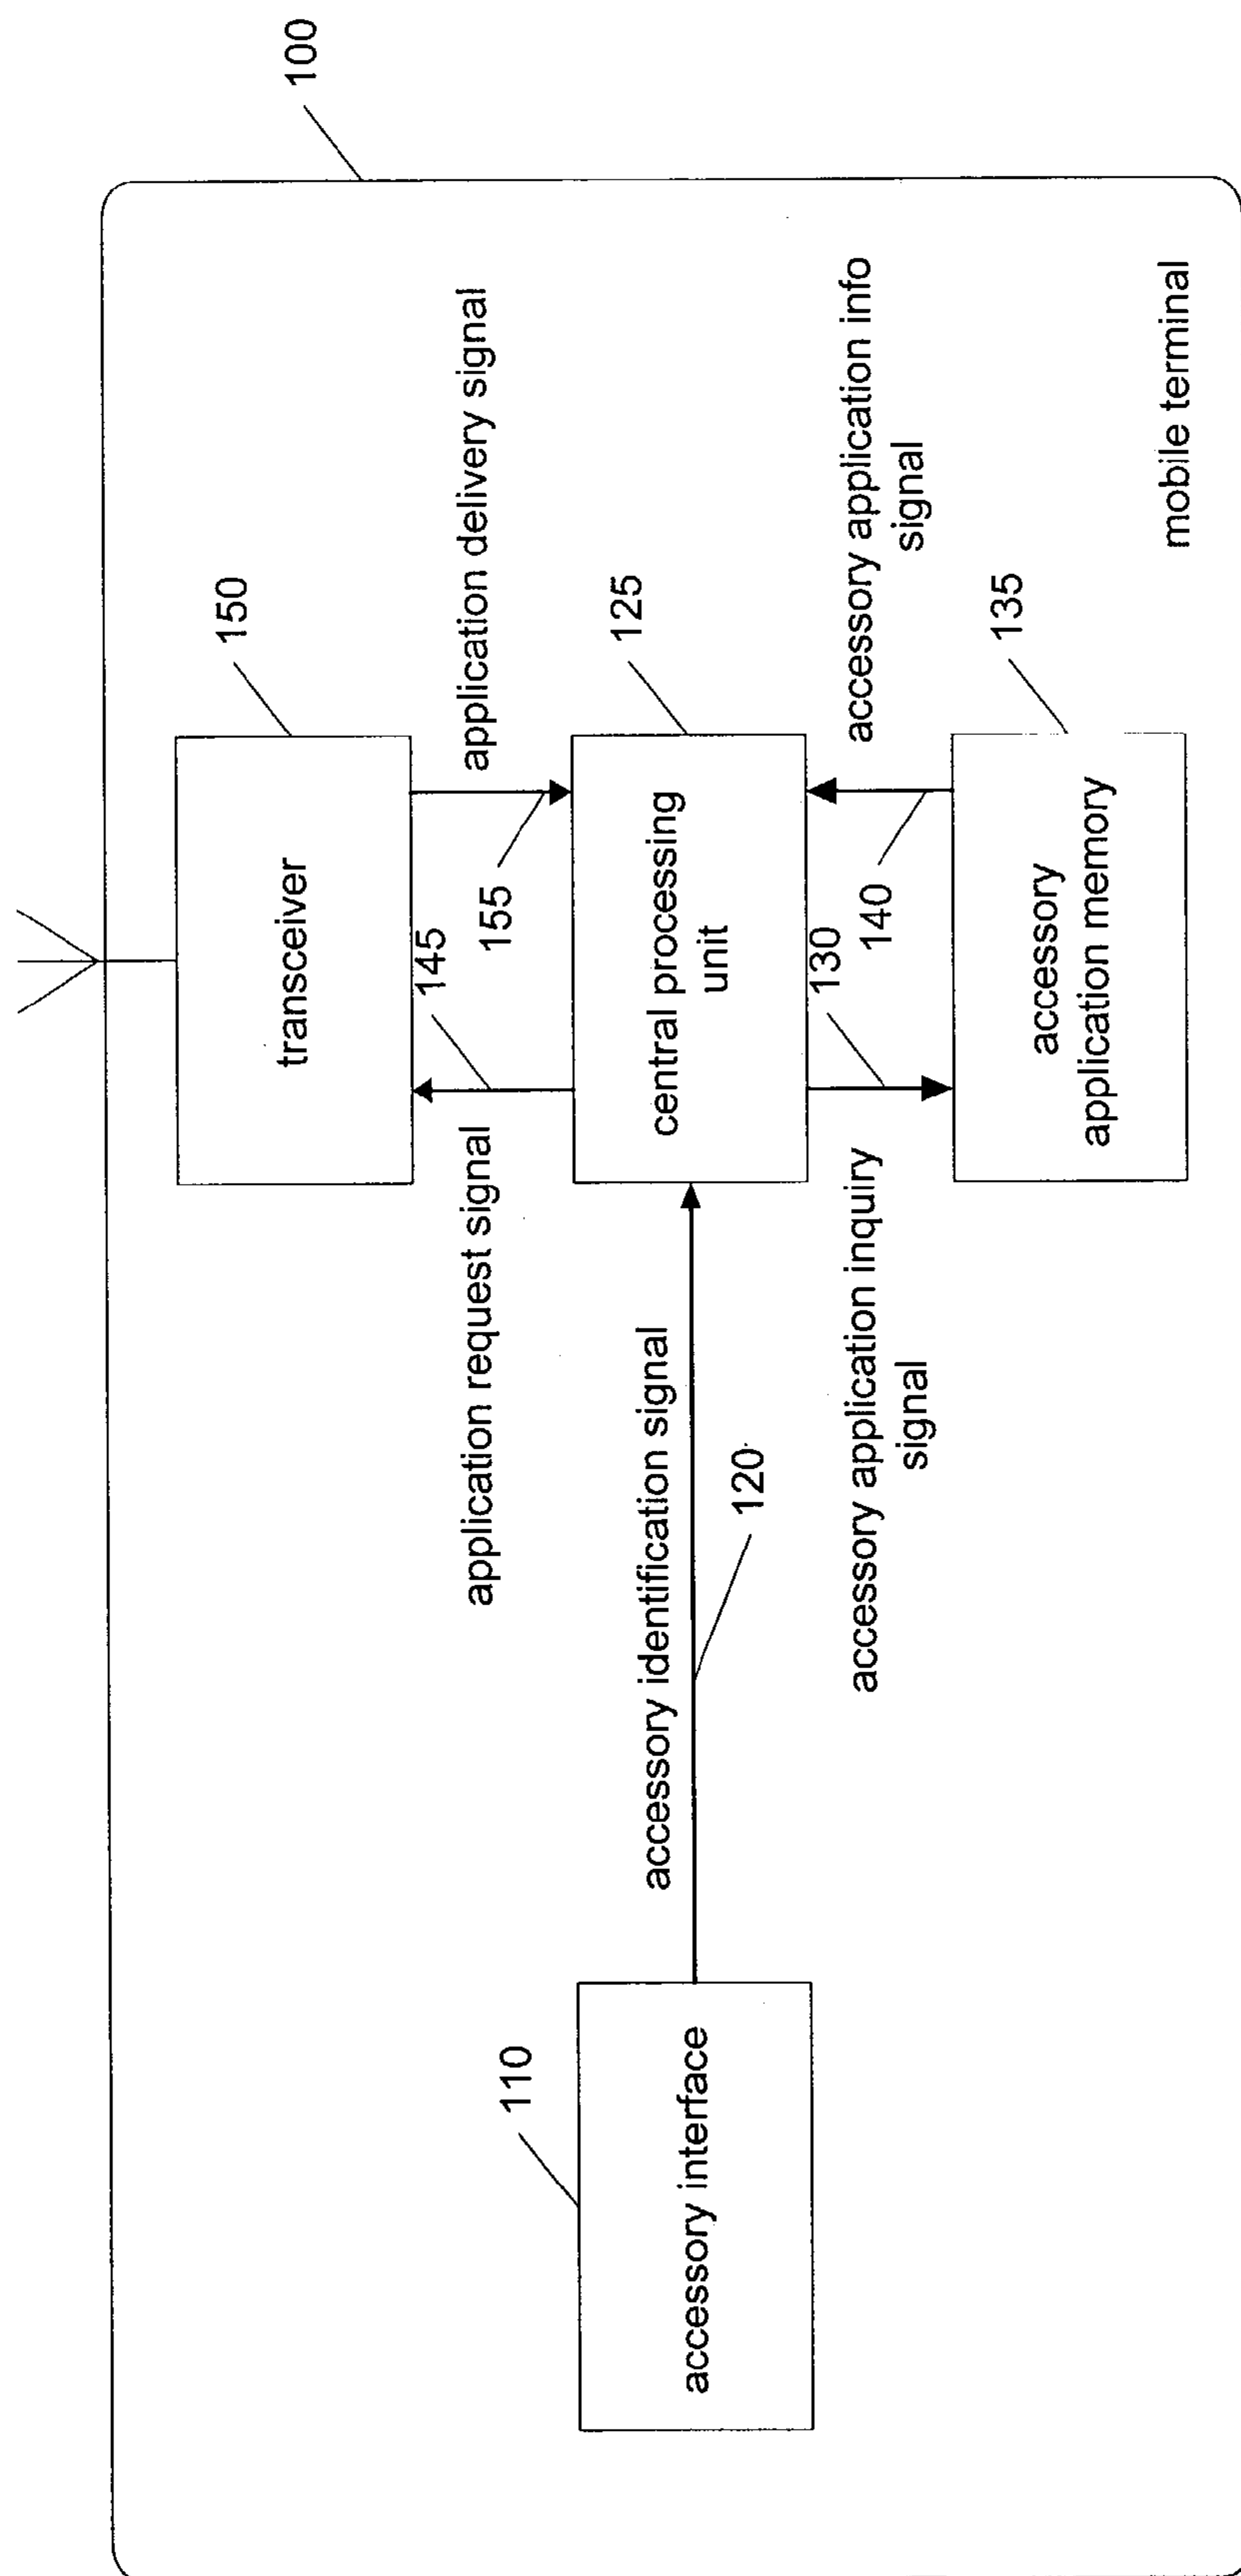 100
150
transceiver
application delivery signal
155
145
application request signal
125
central processing
unit
accessory identification signal
120
110
accessory interface
130
accessory application inquiry
signal
140
accessory application info
signal
135
accessory
application memory
mobile terminal